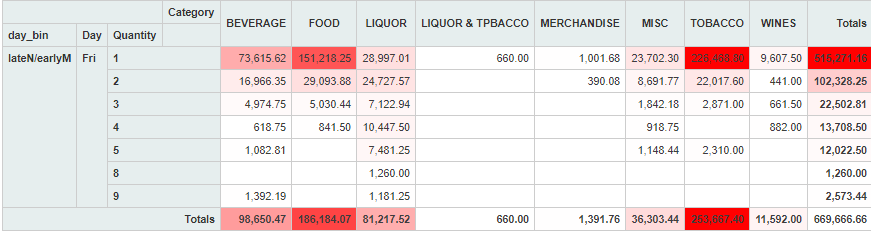 Category
BEVERAGE FOOD LIQUOR LIQUOR & TPBACCO MERCHANDISE MISC TOBACCO WINES Totals
day_bin Day Quantity
lateN/earlyM Fri 1 73,615.62 151,218.25 28,997.01 660.00 1,001.68 23,702.30 226,468.80 9,607.50 515,271.16
2 16,966.35 29,093.88 24,727.57 390.08 8,691.77 22,017.60 441.00 102,328.25
3 4,974.75 5,030.44 7,122.94 1,842.18 2,871.00 661.50 22,502.81
4 618.75 841.50 10,447.50 918.75 882.00 13,708.50
5 1,082.81 7,481.25 1,148.44 2,310.00 12,022.50
8 1,260.00 1,260.00
9 1,392.19 1,181.25 2,573.44
Totals 98,650.47 186,184.07 81,217.52 660.00 1,391.76 36,303.44 253,667.40 11,592.00 669,666.66